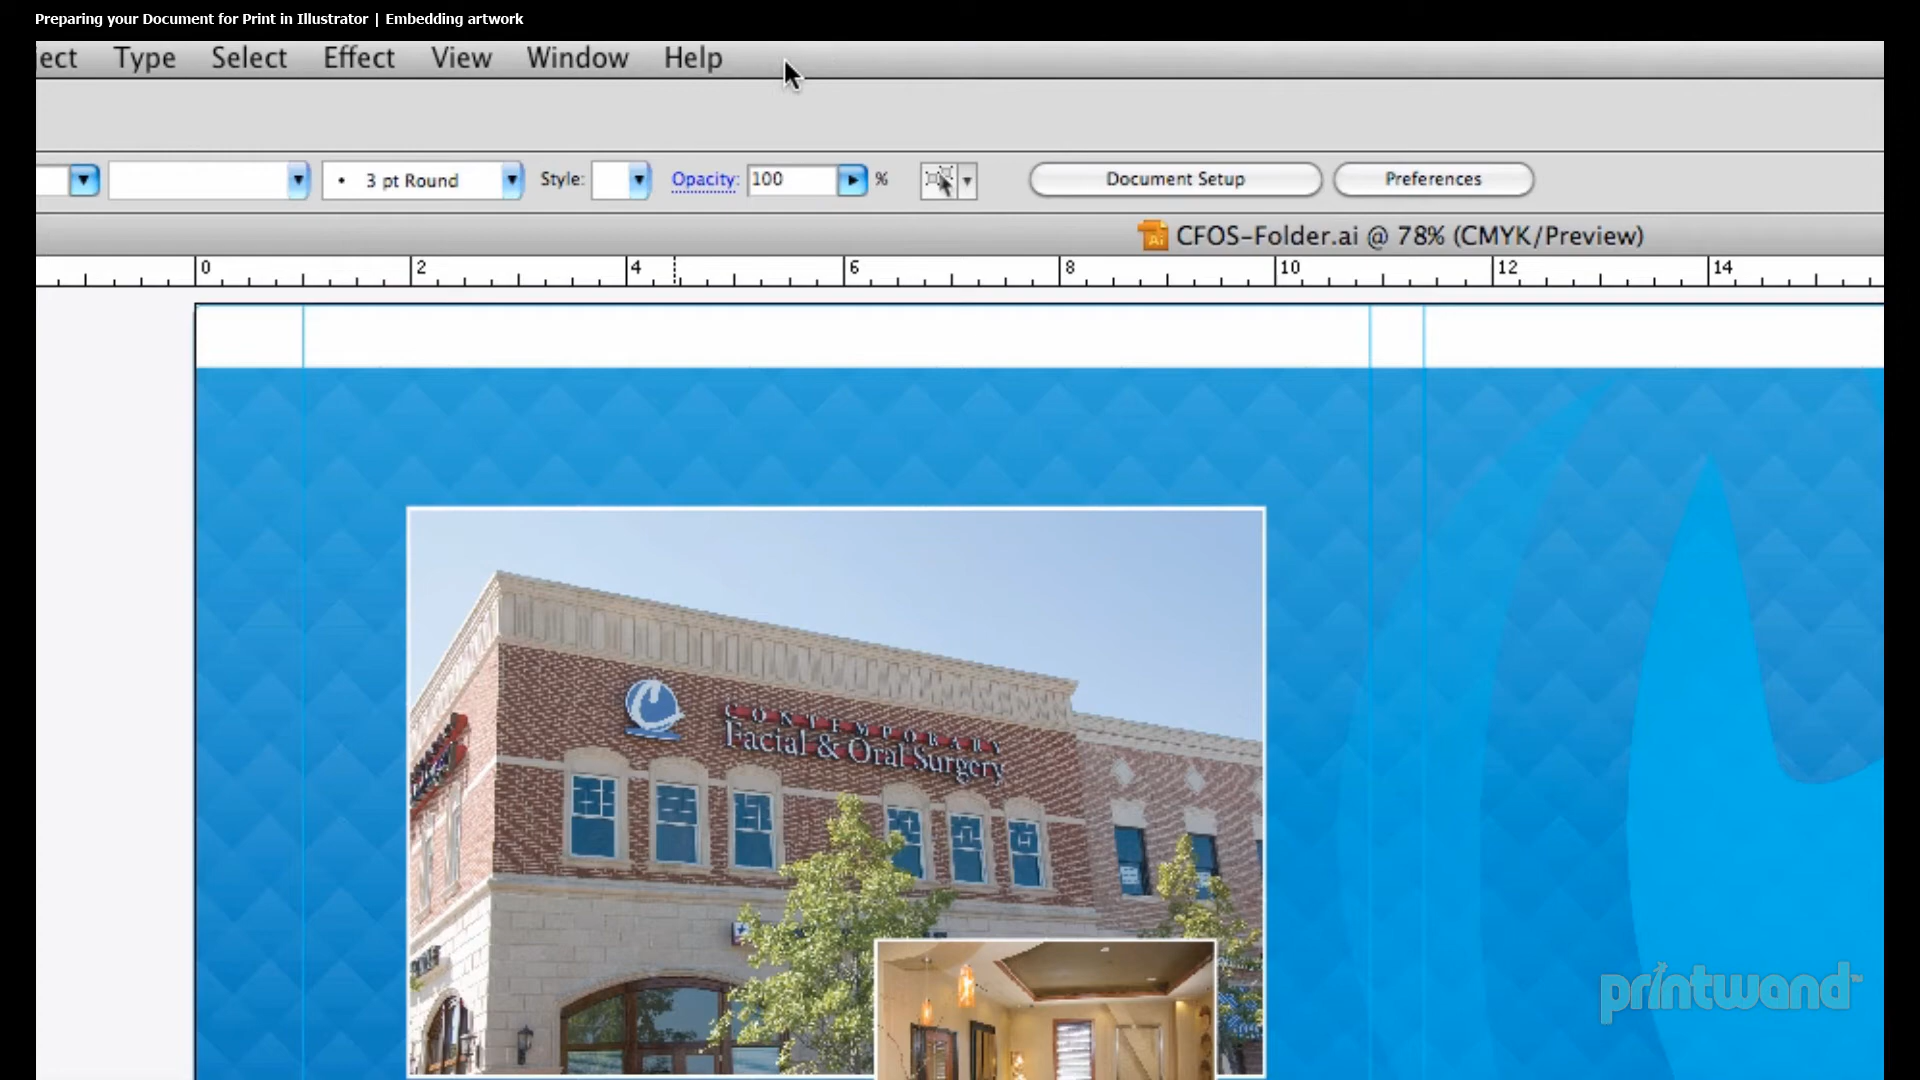 Preparing your Document for Print in Illustrator | Embedding artwork
ect Type Select Effect View Window Help
• 3 pt Round Style: Opacity: 100 % Document Setup Preferences
CFOS-Folder.ai @ 78% (CMYK/Preview)
0 2 4 6 8 10 12 14
CONTEMPORARY
Facial & Oral Surgery
printwand™